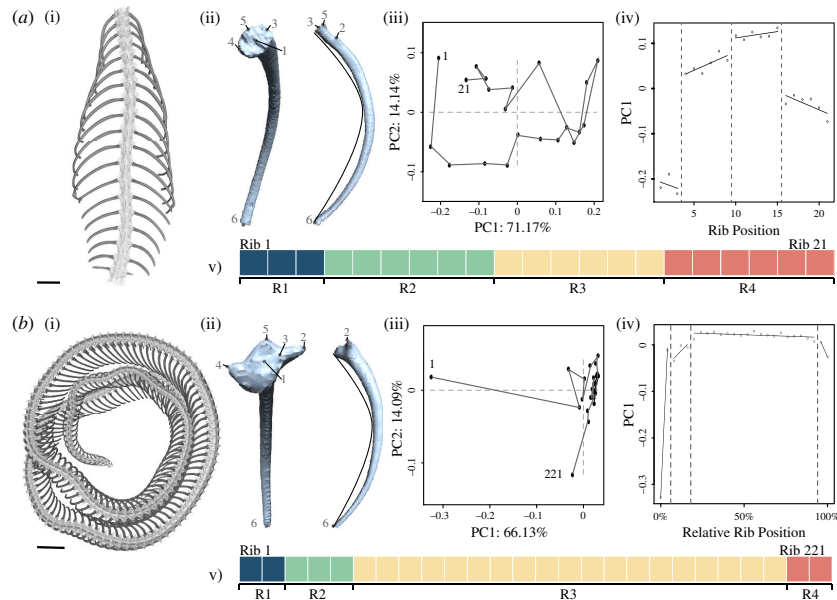 (a) (i) (ii) (iii) (iv)
5 3 2 4 1 6
5 3 2 4 1 6
1
21
PC2: 14.14%
0.1
0
-0.1
-0.2 -0.1 0 0.1 0.2
PC1: 71.17%
PC1
0.1
0
-0.1
-0.2
0 5 10 15 20
Rib Position
v)
Rib 1 Rib 21
R1 R2 R3 R4
(b) (i) (ii) (iii) (iv)
5 3 2 4 1 6
2 6
1
221
PC2: 14.09%
0
-0.1
-0.3 -0.2 -0.1 0
PC1: 66.13%
PC1
0
-0.1
-0.2
-0.3
0% 50% 100%
Relative Rib Position
v)
Rib 1 Rib 221
R1 R2 R3 R4